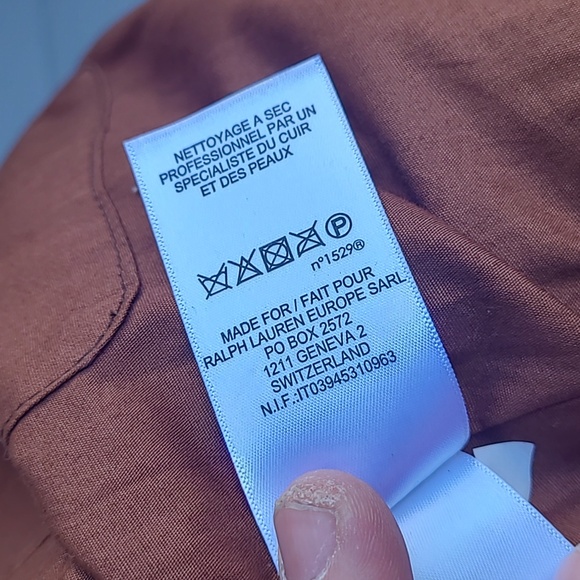 NETTOYAGE A SEC
PROFESSIONNEL PAR UN
SPECIALISTE DU CUIR
ET DES PEAUX
P
n°1529®
MADE FOR / FAIT POUR
RALPH LAUREN EUROPE SARL
PO BOX 2572
1211 GENEVA 2
SWITZERLAND
N.I.F.:IT03945310963